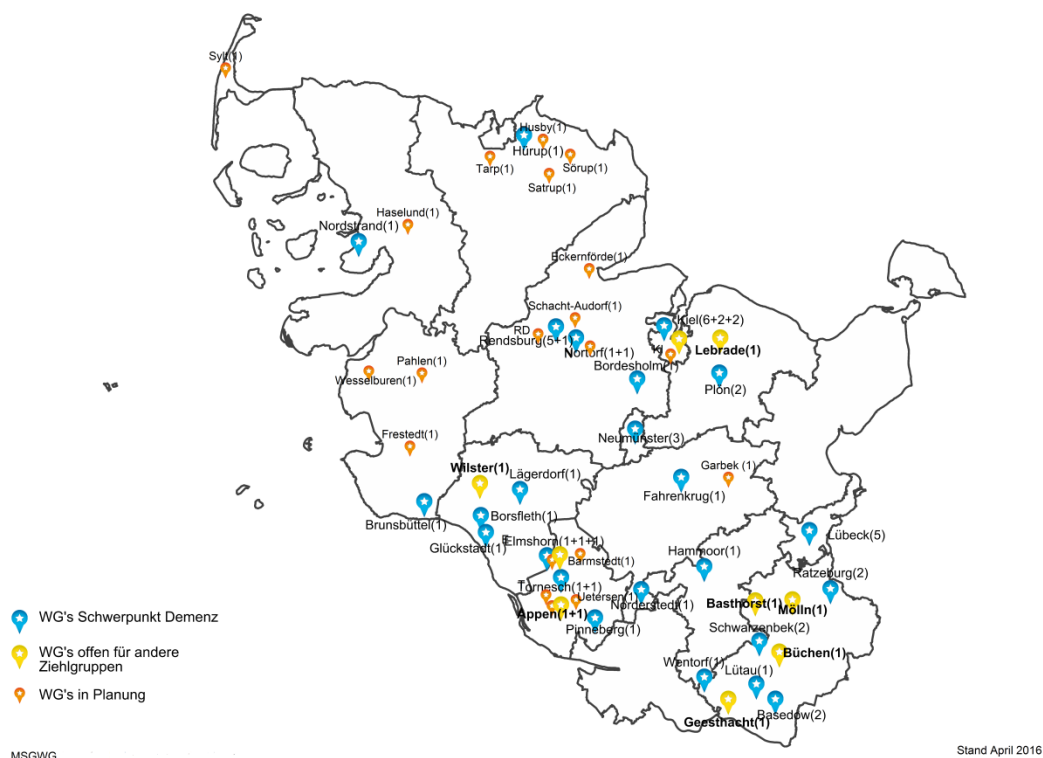 Sylt(1)
Husby(1)
Hürup(1)
Tarp(1)
Sörup(1)
Satrup(1)
Haselund(1)
Nordstrand(1)
Eckernförde(1)
Schacht-Audorf(1)
RD
Rendsburg(5+1)
Kiel(6+2+2)
Nortorf(1+1)
KI
Lebrade(1)
Pahlen(1)
Wesselburen(1)
Bordesholm(1)
Plön(2)
Frestedt(1)
Neumünster(3)
Wilster(1)
Lägerdorf(1)
Garbek (1)
Fahrenkrug(1)
Brunsbüttel(1)
Borsfleth(1)
Lübeck(5)
Glückstadt(1)
Elmshorn(1+1+1)
Hammoor(1)
Barmstedt(1)
Ratzeburg(2)
Tornesch(1+1)
Uetersen(1)
Norderstedt(1)
Basthorst(1)
Mölln(1)
Appen(1+1)
Pinneberg(1)
Schwarzenbek(2)
Büchen(1)
Wentorf(1)
Lütau(1)
Geesthacht(1)
Basedow(2)
WG's Schwerpunkt Demenz
WG's offen für andere
Ziehlgruppen
WG's in Planung
MSGWG
Stand April 2016